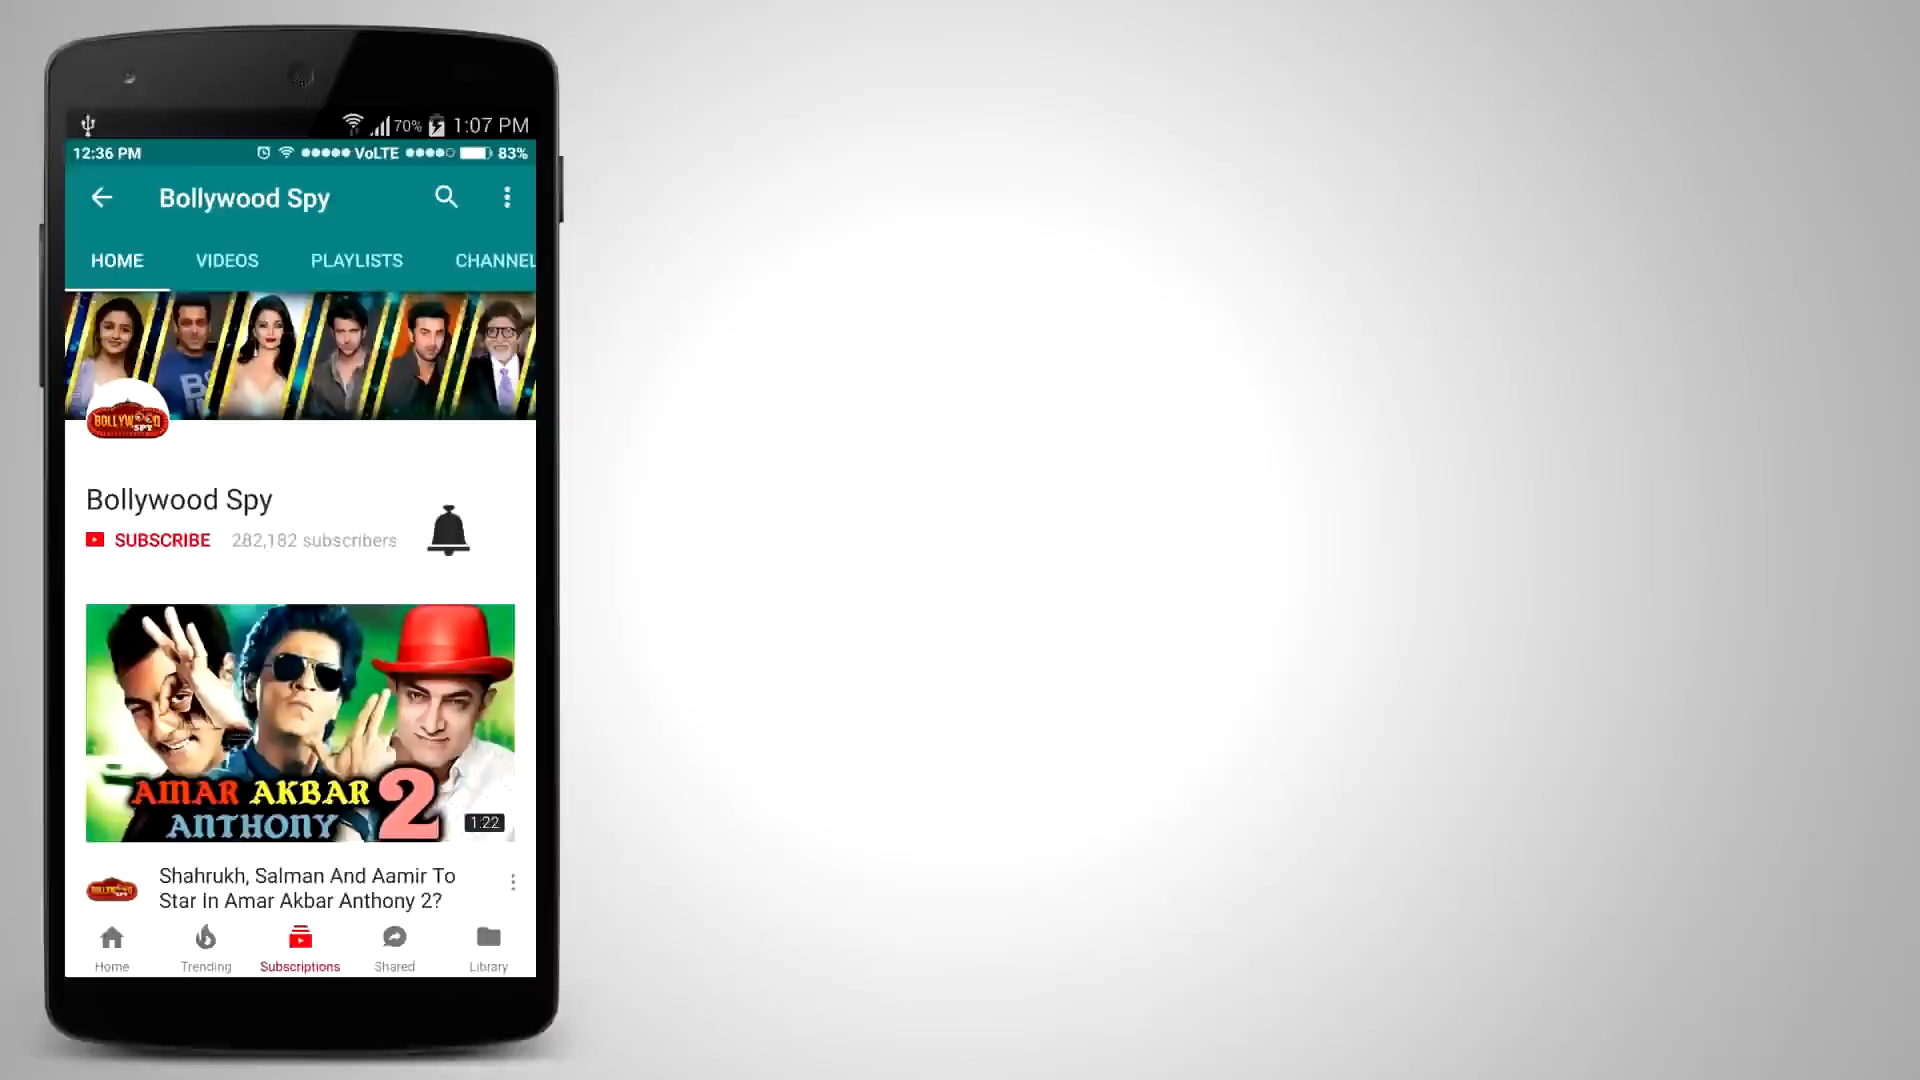 70% 1:07 PM
12:36 PM VoLTE 83%
Bollywood Spy
HOME VIDEOS PLAYLISTS CHANNEL
BOLLYWOOD
SPY
Bollywood Spy
SUBSCRIBE 282,182 subscribers
AMAR AKBAR 2
ANTHONY
1:22
Shahrukh, Salman And Aamir To
Star In Amar Akbar Anthony 2?
Home Trending Subscriptions Shared Library